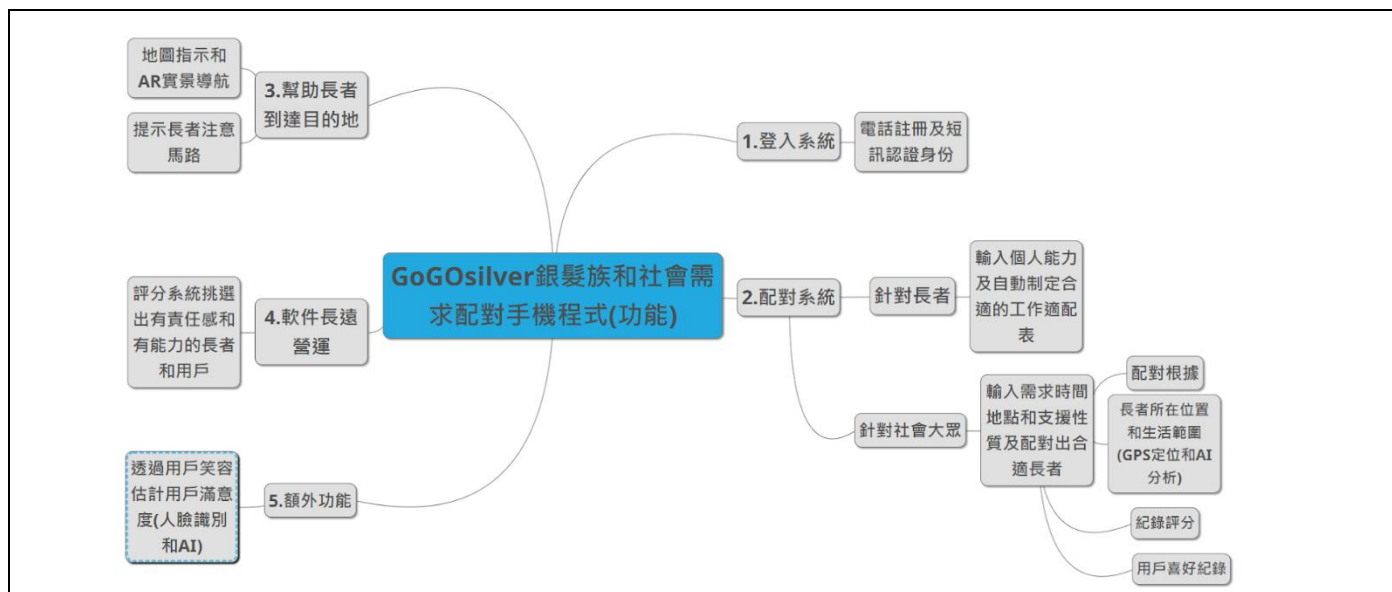 GoGOsilver銀髮族和社會需
求配對手機程式(功能)
1.登入系統
電話註冊及短
訊認證身份
2.配對系統
針對長者
輸入個人能力
及自動制定合
適的工作適配
表
針對社會大眾
輸入需求時間
地點和支援性
質及配對出合
適長者
配對根據
長者所在位置
和生活範圍
(GPS定位和AI
分析)
紀錄評分
用戶喜好紀錄
3.幫助長者
到達目的地
地圖指示和
AR實景導航
提示長者注意
馬路
4.軟件長遠
營運
評分系統挑選
出有責任感和
有能力的長者
和用戶
5.額外功能
透過用戶笑容
估計用戶滿意
度(人臉識別
和AI)